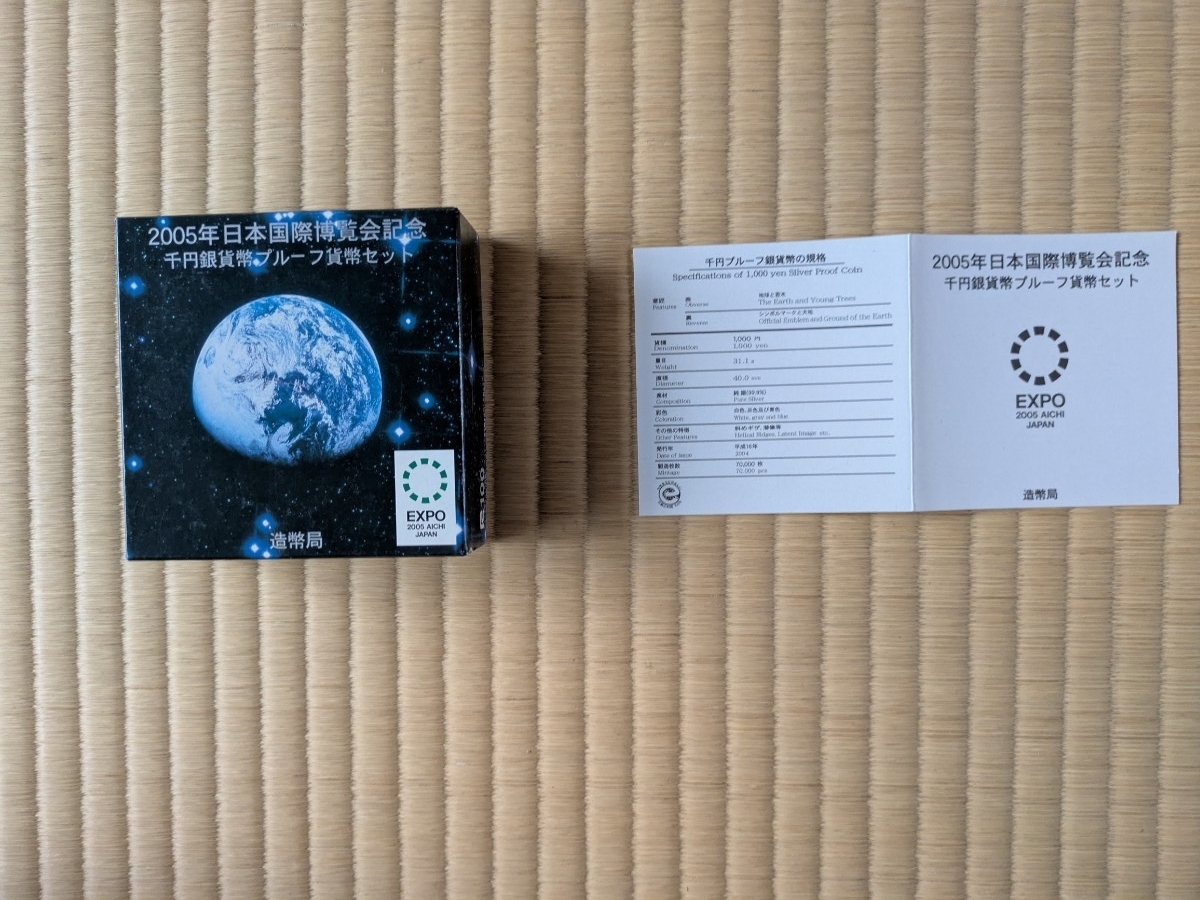 2005年日本国際博覧会記念
千円銀貨幣プルーフ貨幣セット
EXPO
2005 AICHI
JAPAN
造幣局
千円プルーフ銀貨幣の規格
Specifications of 1,000 yen Silver Proof Coin
Features
表 地球と若木
Obverse The Earth and Young Trees
裏 シンボルマークと大地
Reverse Official Emblem and Ground of the Earth
貨種 1,000 円
Denomination 1,000 yen
量目 31.1 g
Weight
直径 40.0 mm
Diameter
素材 純銀(99.9%)
Composition Pure Silver
彩色 白色、灰色及び青色
Coloration White, gray and blue
その他の特徴 斜めギザ、潜像等
Other Features Helical Ridges, Latent Image etc.
発行年 平成16年
Date of Issue 2004
製造枚数 70,000 枚
Mintage 70,000 pcs
2005年日本国際博覧会記念
千円銀貨幣プルーフ貨幣セット
EXPO
2005 AICHI
JAPAN
造幣局